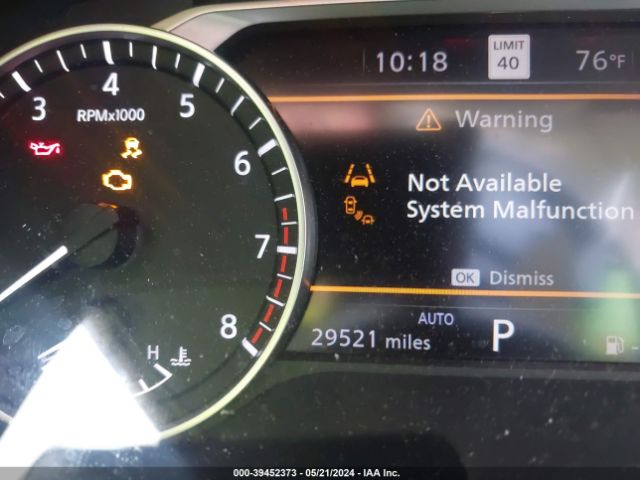 10:18
LIMIT
40
76°F
3
4
5
6
7
8
RPMx1000
H
Warning
Not Available
System Malfunction
OK Dismiss
29521 miles
AUTO
P
000-39452373 - 05/21/2024 - IAA Inc.